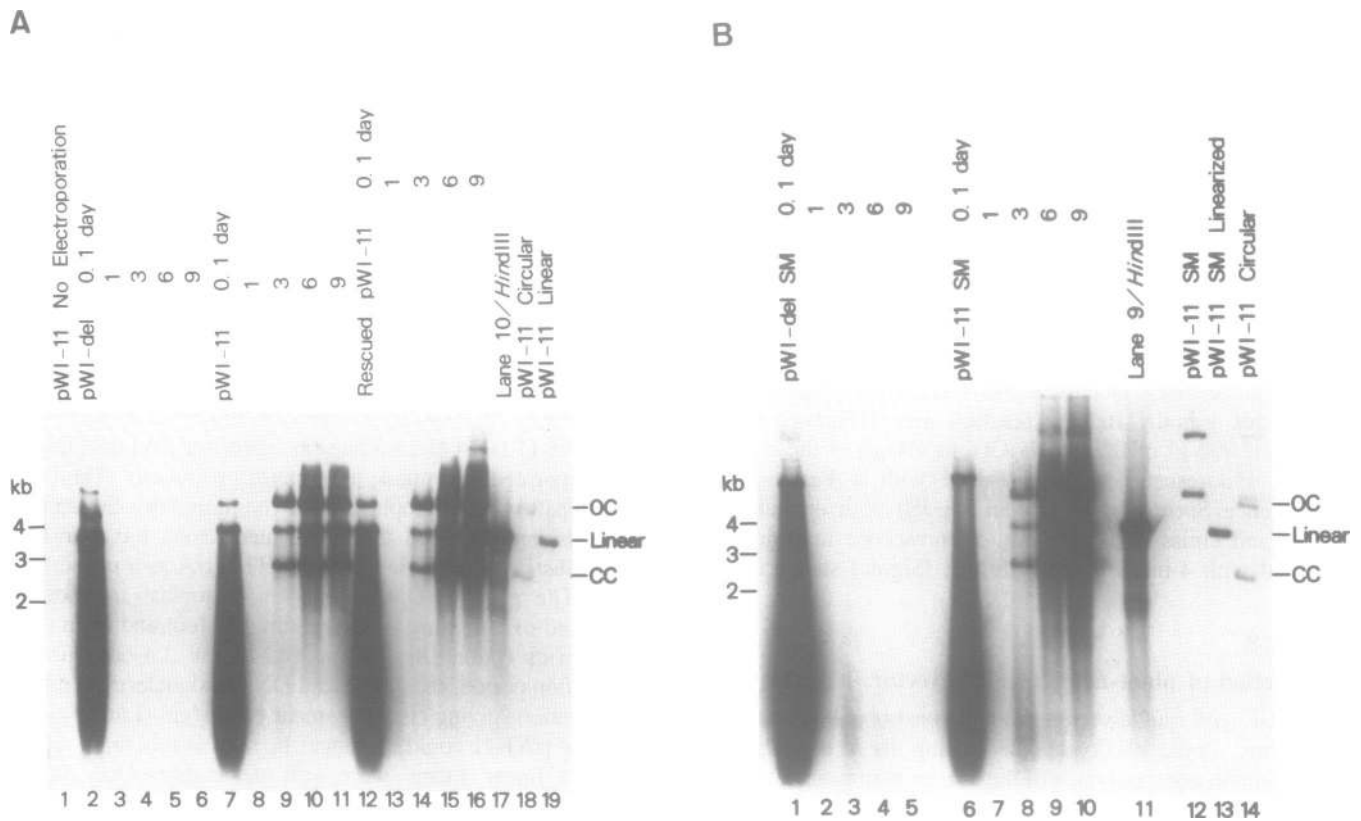 A
pWI-11 No Electroporation
pWI-del 0.1 day
1
3
6
9
pWI-11 0.1 day
1
3
6
9
Rescued pWI-11 0.1 day
1
3
6
9
Lane 10/HindIII
pWI-11 Circular
pWI-11 Linear
kb
4
3
2
OC
Linear
CC
1 2 3 4 5 6 7 8 9 10 11 12 13 14 15 16 17 18 19
B
pWI-del SM 0.1 day
1
3
6
9
pWI-11 SM 0.1 day
1
3
6
9
Lane 9/HindIII
pWI-11 SM
pWI-11 SM Linearized
pWI-11 Circular
kb
4
3
2
OC
Linear
CC
1 2 3 4 5 6 7 8 9 10 11 12 13 14